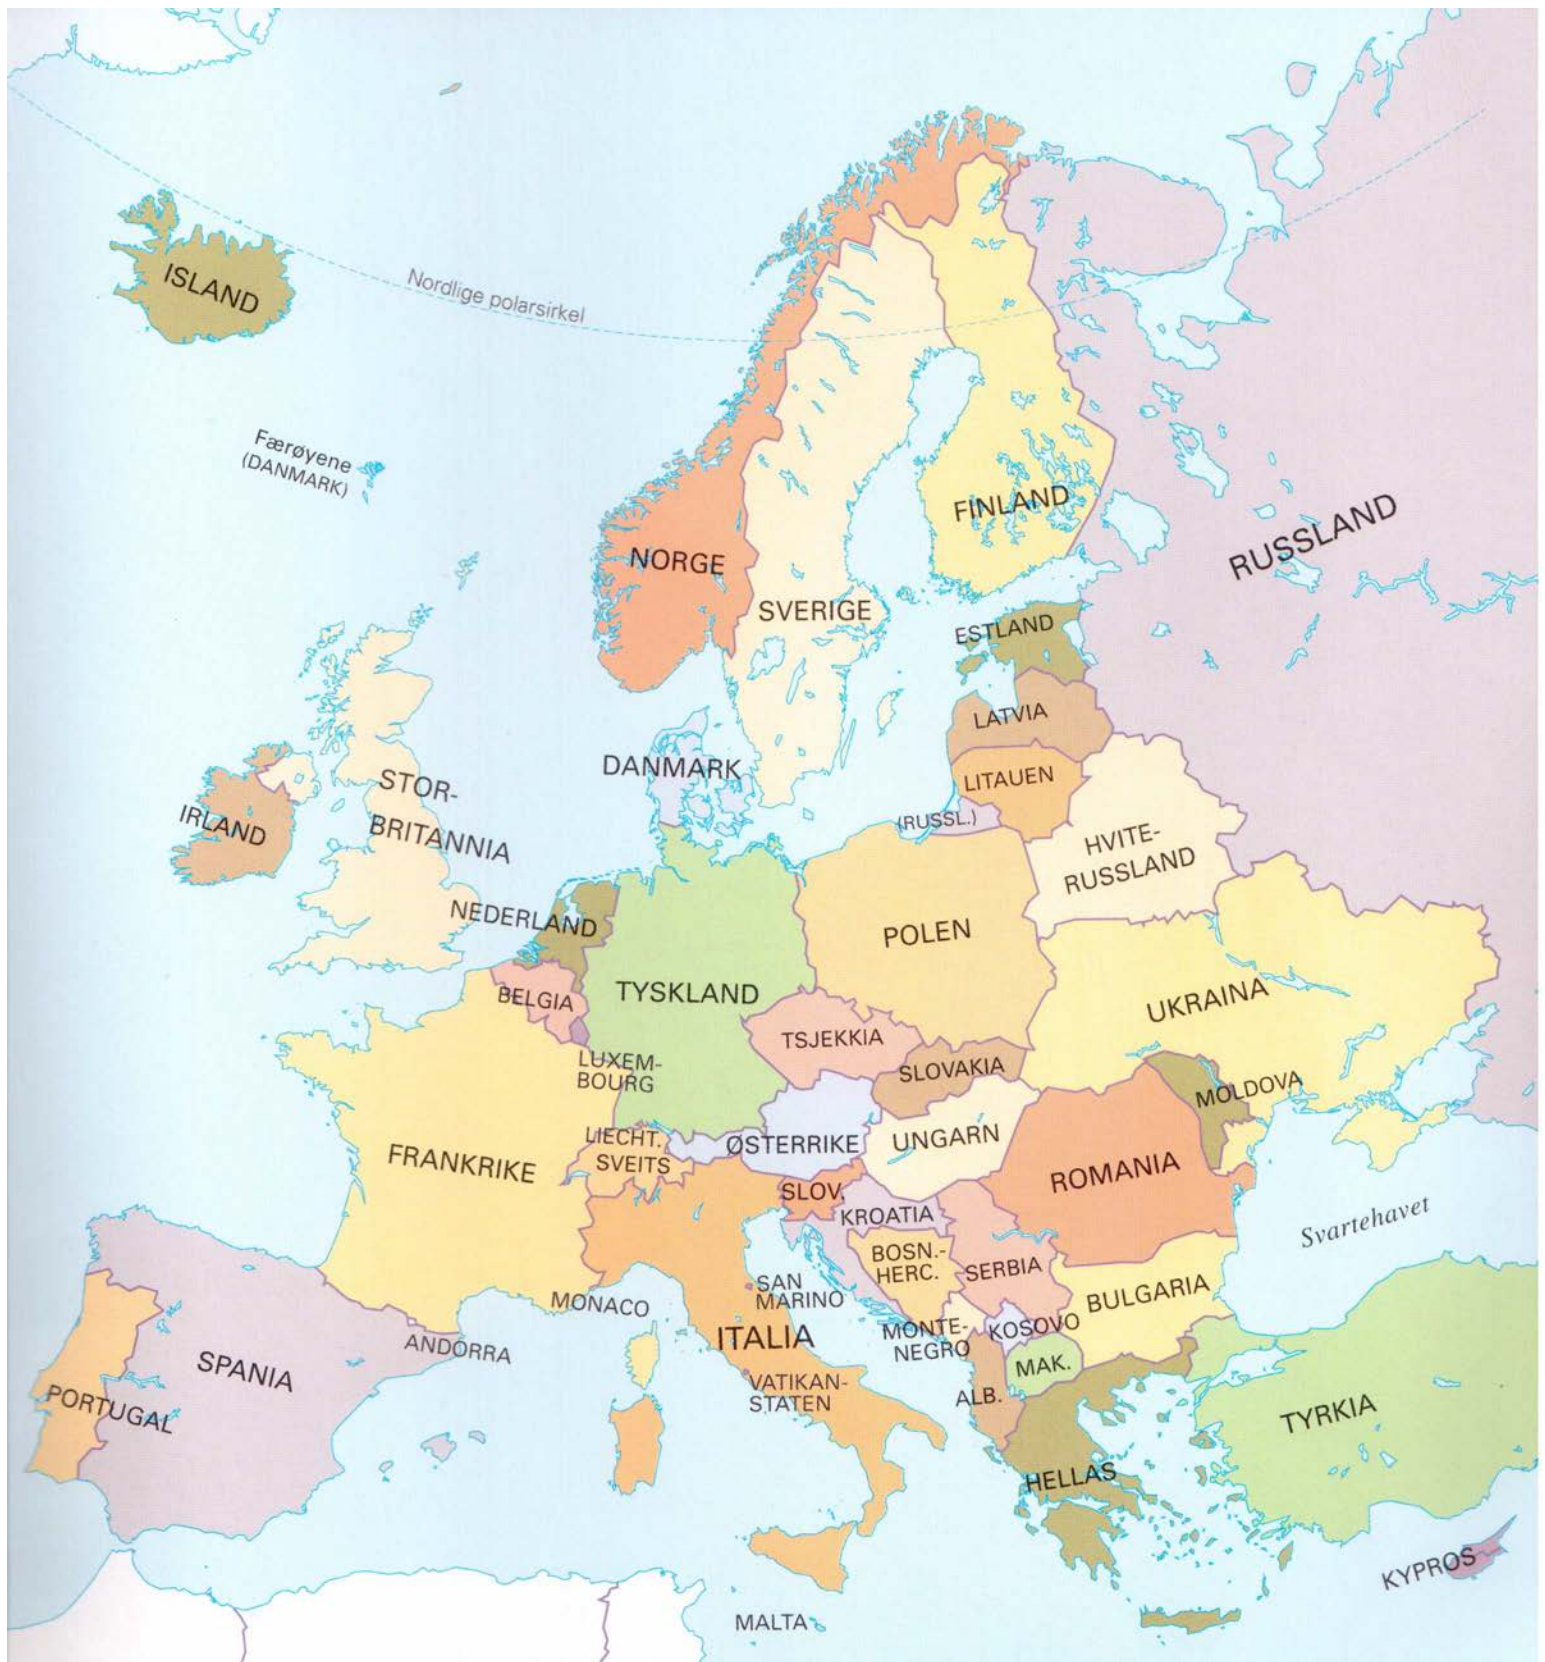 ISLAND
Nordlige polarsirkel
Færøyene
(DANMARK)
NORGE
SVERIGE
FINLAND
RUSSLAND
ESTLAND
LATVIA
LITAUEN
(RUSSL.)
HVITE-
RUSSLAND
DANMARK
STOR-
BRITANNIA
IRLAND
NEDERLAND
BELGIA
TYSKLAND
POLEN
UKRAINA
LUXEM-
BOURG
TSJEKKIA
SLOVAKIA
MOLDOVA
FRANKRIKE
LIECHT.
SVEITS
ØSTERRIKE
UNGARN
ROMANIA
SLOV.
KROATIA
BOSN.-
HERC.
SERBIA
Svartehavet
MONACO
SAN
MARINO
BULGARIA
ITALIA
MONTE-
NEGRO
KOSOVO
ANDORRA
SPANIA
PORTUGAL
VATIKAN-
STATEN
MAK.
ALB.
TYRKIA
HELLAS
KYPROS
MALTA